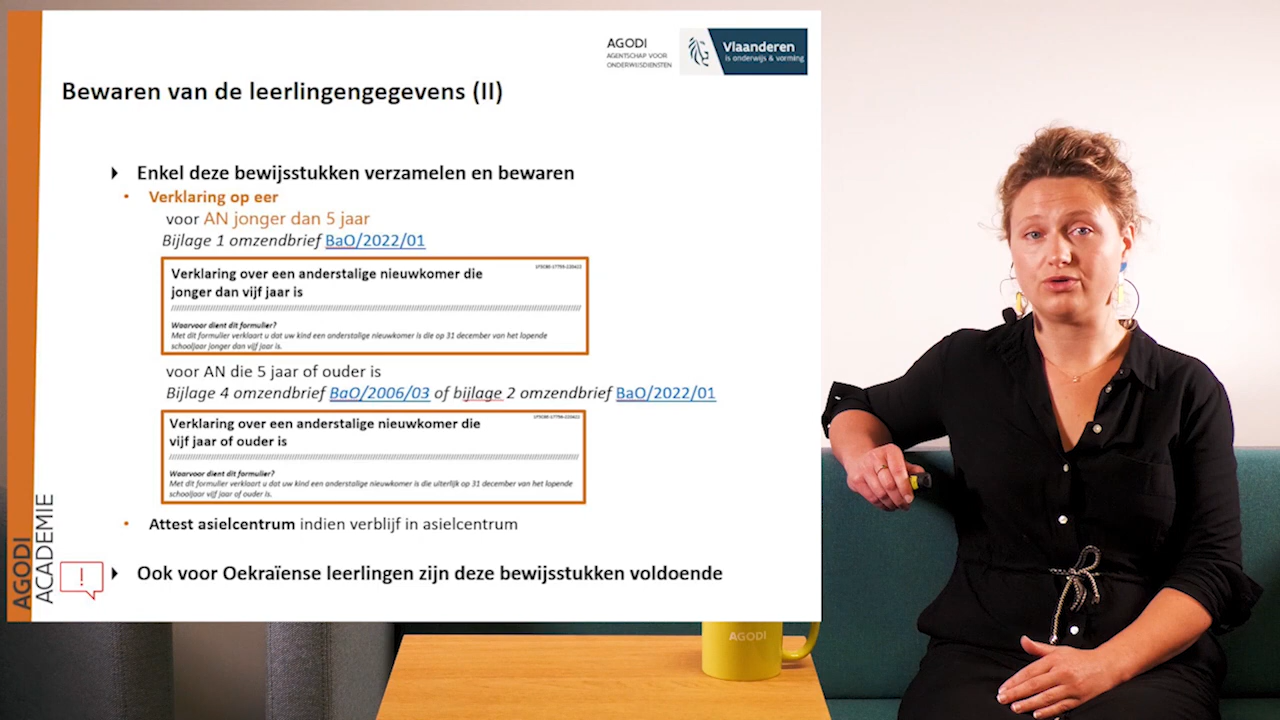 AGODI
AGENTSCHAP VOOR
ONDERWIJSDIENSTEN
Vlaanderen
is onderwijs & vorming
Bewaren van de leerlingengegevens (II)
Enkel deze bewijsstukken verzamelen en bewaren
• Verklaring op eer
voor AN jonger dan 5 jaar
Bijlage 1 omzendbrief BaO/2022/01
Verklaring over een anderstalige nieuwkomer die
jonger dan vijf jaar is
Waarvoor dient dit formulier?
Met dit formulier verklaart u dat uw kind een anderstalige nieuwkomer is die op 31 december van het lopende
schooljaar jonger dan vijf jaar is.
voor AN die 5 jaar of ouder is
Bijlage 4 omzendbrief BaO/2006/03 of bijlage 2 omzendbrief BaO/2022/01
Verklaring over een anderstalige nieuwkomer die
vijf jaar of ouder is
Waarvoor dient dit formulier?
Met dit formulier verklaart u dat uw kind een anderstalige nieuwkomer is die uiterlijk op 31 december van het lopende
schooljaar vijf jaar of ouder is.
• Attest asielcentrum indien verblijf in asielcentrum
! Ook voor Oekraïense leerlingen zijn deze bewijsstukken voldoende
AGODI
ACADEMIE
AGODI